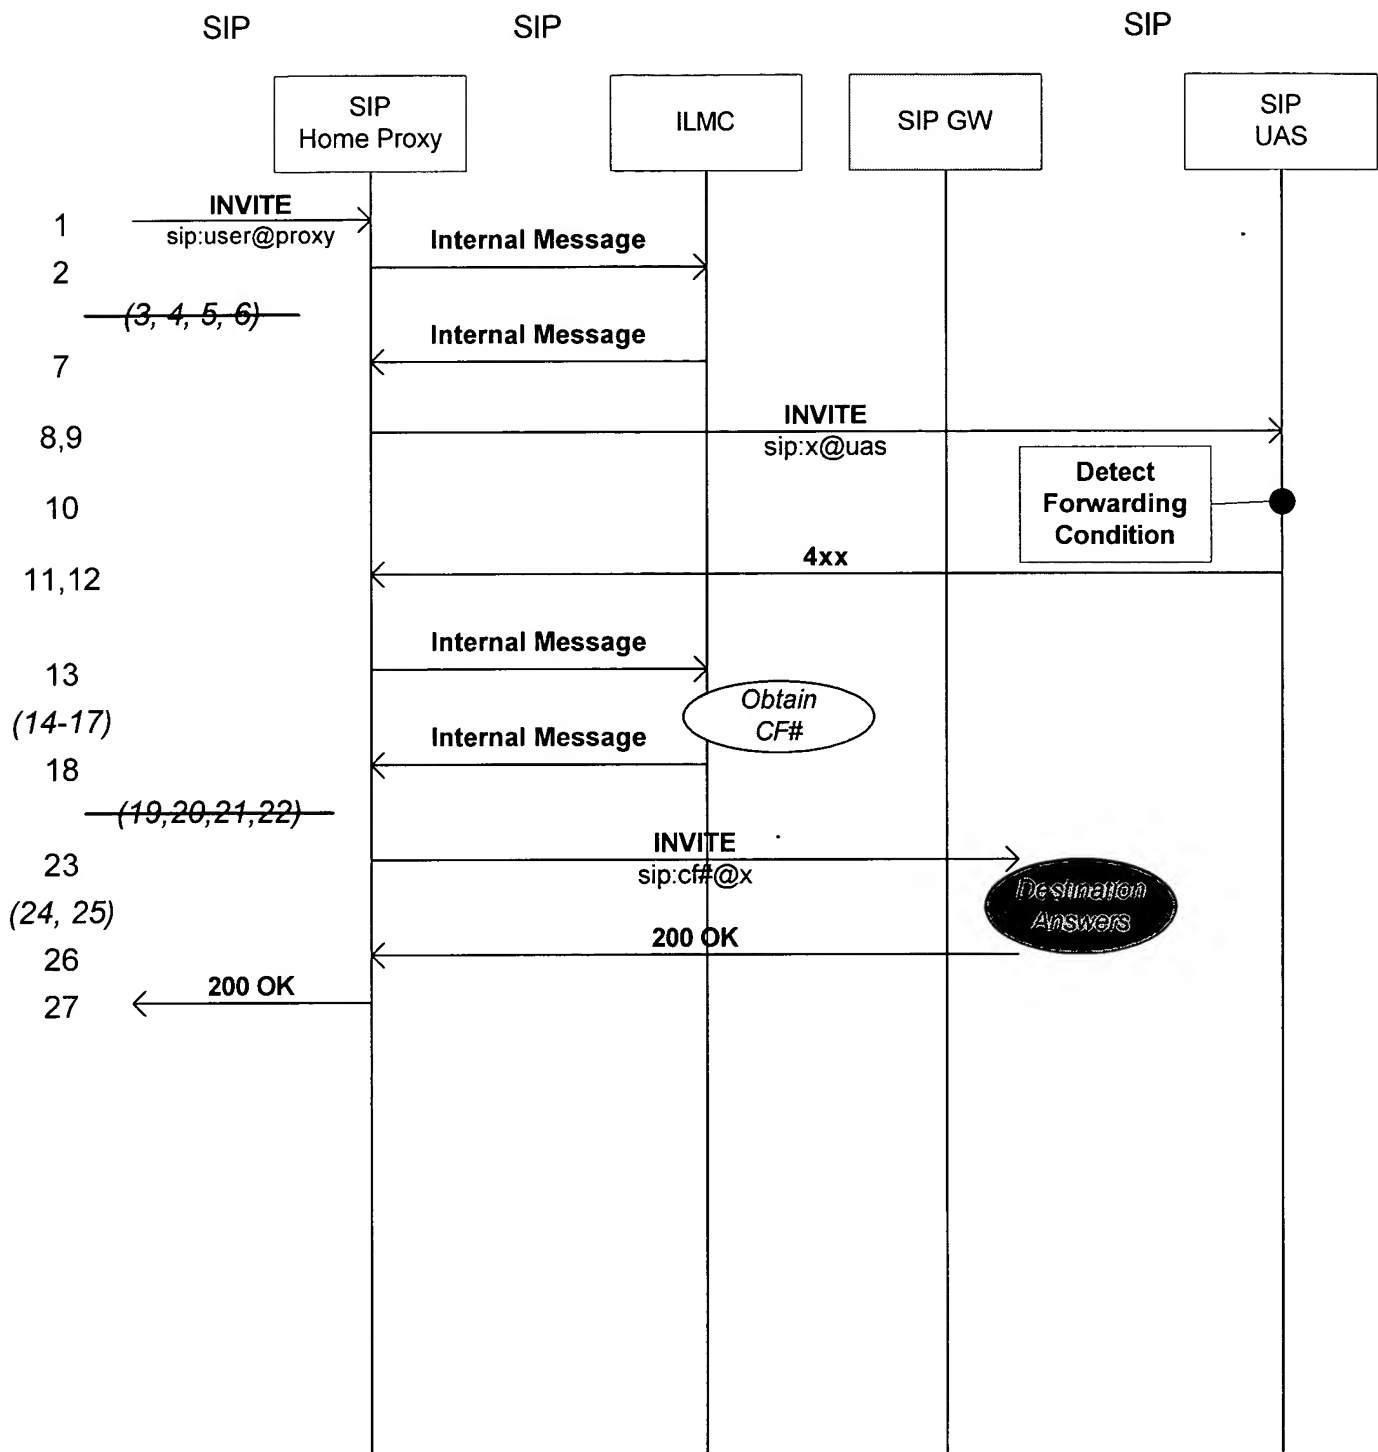 SIP
SIP
SIP
SIP
Home Proxy
ILMC
SIP GW
SIP
UAS
1
INVITE
sip:user@proxy
Internal Message
2
(3, 4, 5, 6)
Internal Message
7
8,9
INVITE
sip:x@uas
10
Detect
Forwarding
Condition
11,12
4xx
13
Internal Message
(14-17)
Obtain
CF#
Internal Message
18
(19,20,21,22)
23
INVITE
sip:cf#@x
(24, 25)
Destination
Answers
26
200 OK
27
200 OK